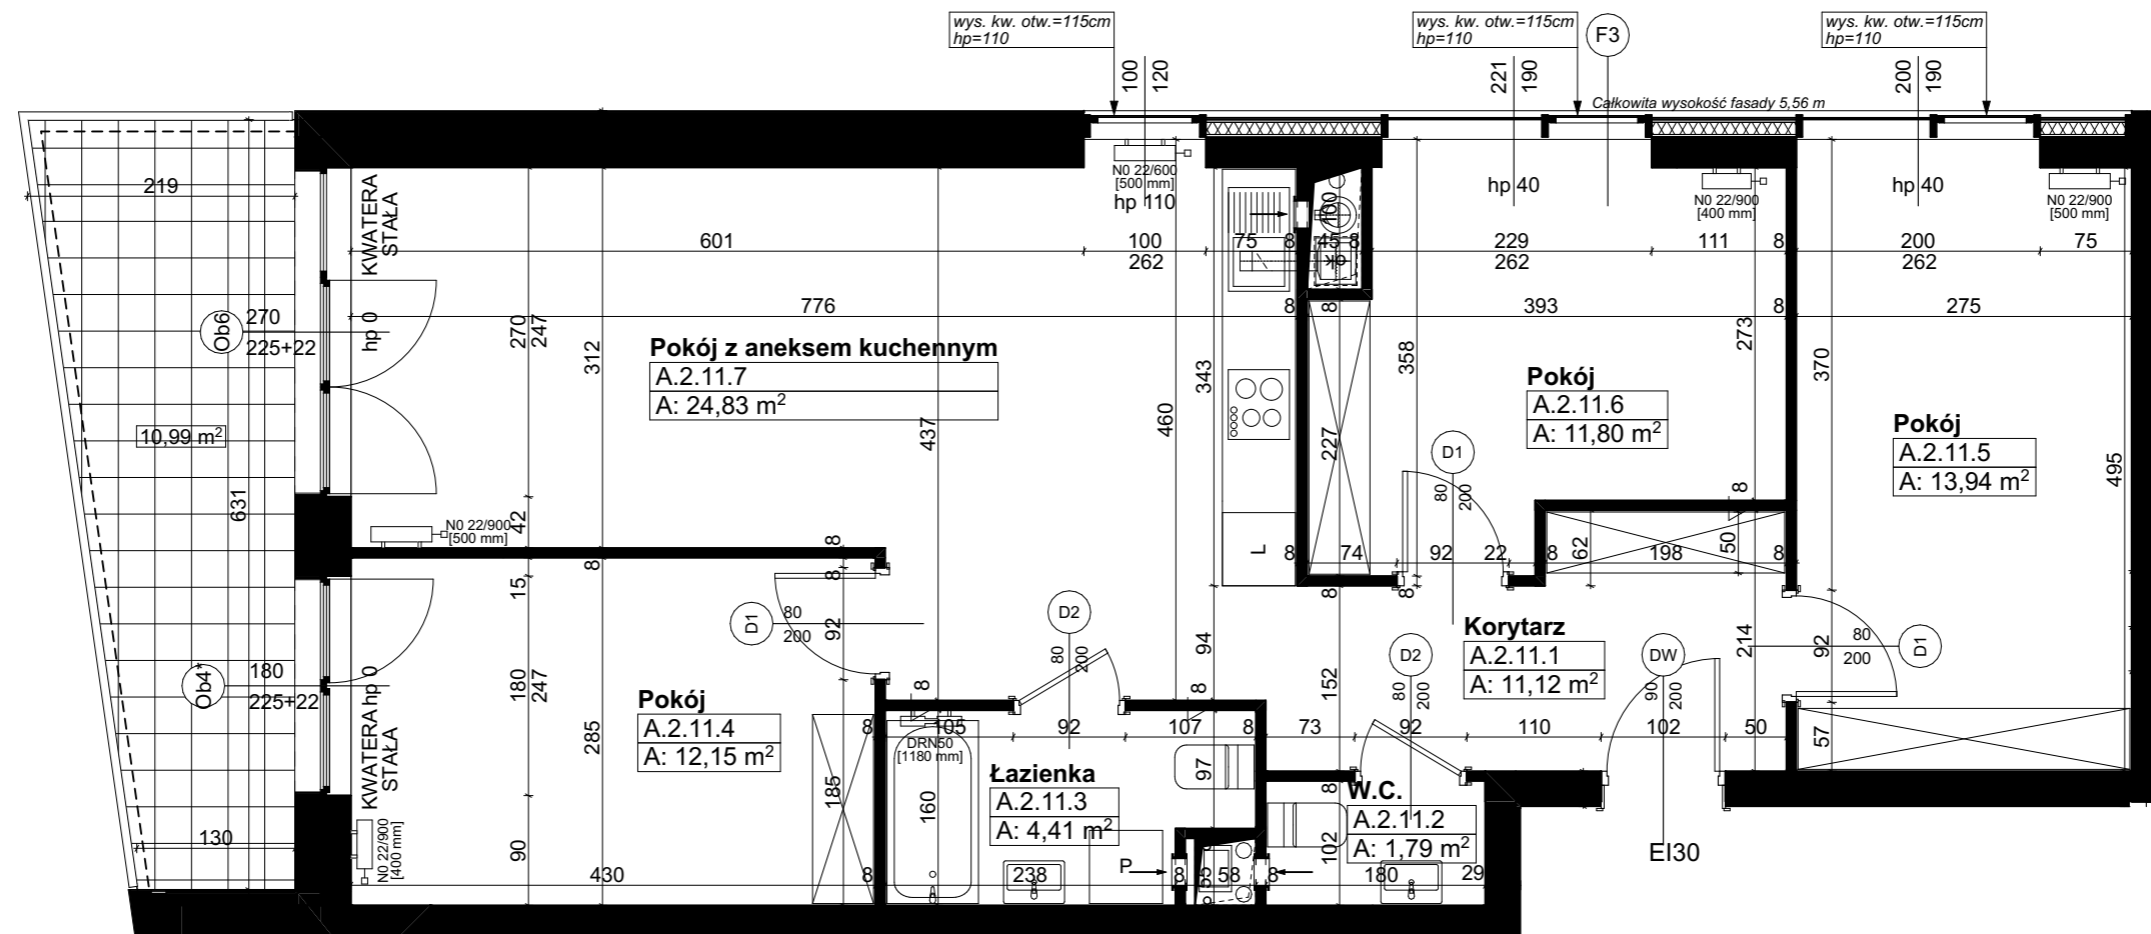 wys. kw. otw.=115cm
hp=110
wys. kw. otw.=115cm
hp=110
F3
wys. kw. otw.=115cm
hp=110
100
120
221
190
200
190
Całkowita wysokość fasady 5,56 m
219
KWATERA
STAŁA
N0 22/600
[500 mm]
hp 110
100
hp 40
N0 22/900
[400 mm]
hp 40
N0 22/900
[500 mm]
601
100
75
8
45
8
229
111
8
200
75
262
262
262
776
8
8
393
8
275
Ob6
270
225+22
hp 0
270
247
312
343
358
273
370
Pokój z aneksem kuchennym
A.2.11.7
A: 24,83 m²
Pokój
A.2.11.6
A: 11,80 m²
Pokój
A.2.11.5
A: 13,94 m²
10,99 m²
437
460
227
D1
80
200
495
631
N0 22/900
[500 mm]
42
8
8
L
8
74
92
22
8
62
198
50
8
8
15
8
8
8
D1
80
200
92
D2
80
200
94
Korytarz
A.2.11.1
A: 11,12 m²
D2
80
200
152
DW
90
200
214
92
80
200
D1
Ob4*
180
225+22
KWATERA hp 0
STAŁA
180
247
285
Pokój
A.2.11.4
A: 12,15 m²
8
8
8
105
92
107
8
73
92
110
102
50
57
DRN50
[1180 mm]
Łazienka
A.2.11.3
A: 4,41 m²
97
8
W.C.
A.2.11.2
A: 1,79 m²
185
160
102
EI30
130
N0 22/900
[400 mm]
90
430
8
238
P
8
55
58
8
180
29